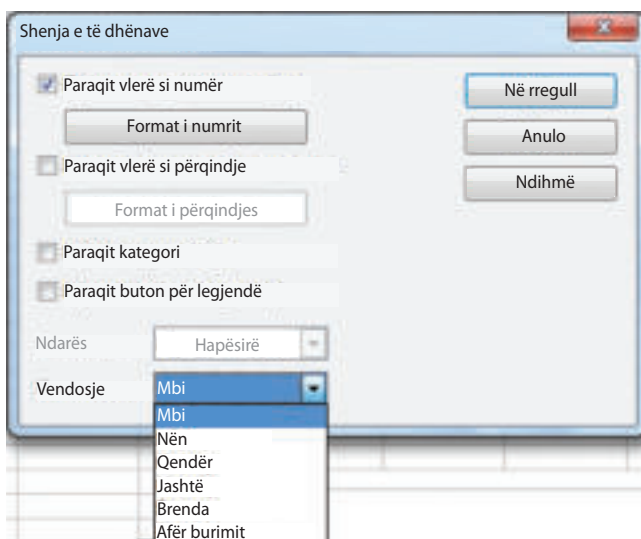 Shenja e të dhënave
Paraqit vlerë si numër
Në rregull
Format i numrit
Anulo
Paraqit vlerë si përqindje
Ndihmë
Format i përqindjes
Paraqit kategori
Paraqit buton për legjendë
Ndarës
Hapësirë
Vendosje
Mbi
Mbi
Nën
Qendër
Jashtë
Brenda
Afër burimit